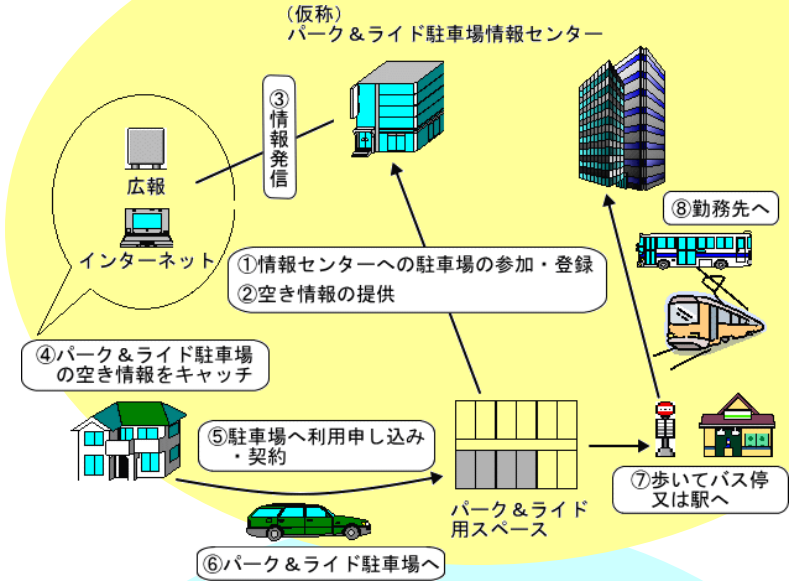 (仮称)
パーク＆ライド駐車場情報センター
③情報発信
広報
インターネット
⑧勤務先へ
①情報センターへの駐車場の参加・登録
②空き情報の提供
④パーク＆ライド駐車場
の空き情報をキャッチ
⑤駐車場へ利用申し込み
・契約
パーク＆ライド
用スペース
⑦歩いてバス停
又は駅へ
⑥パーク＆ライド駐車場へ